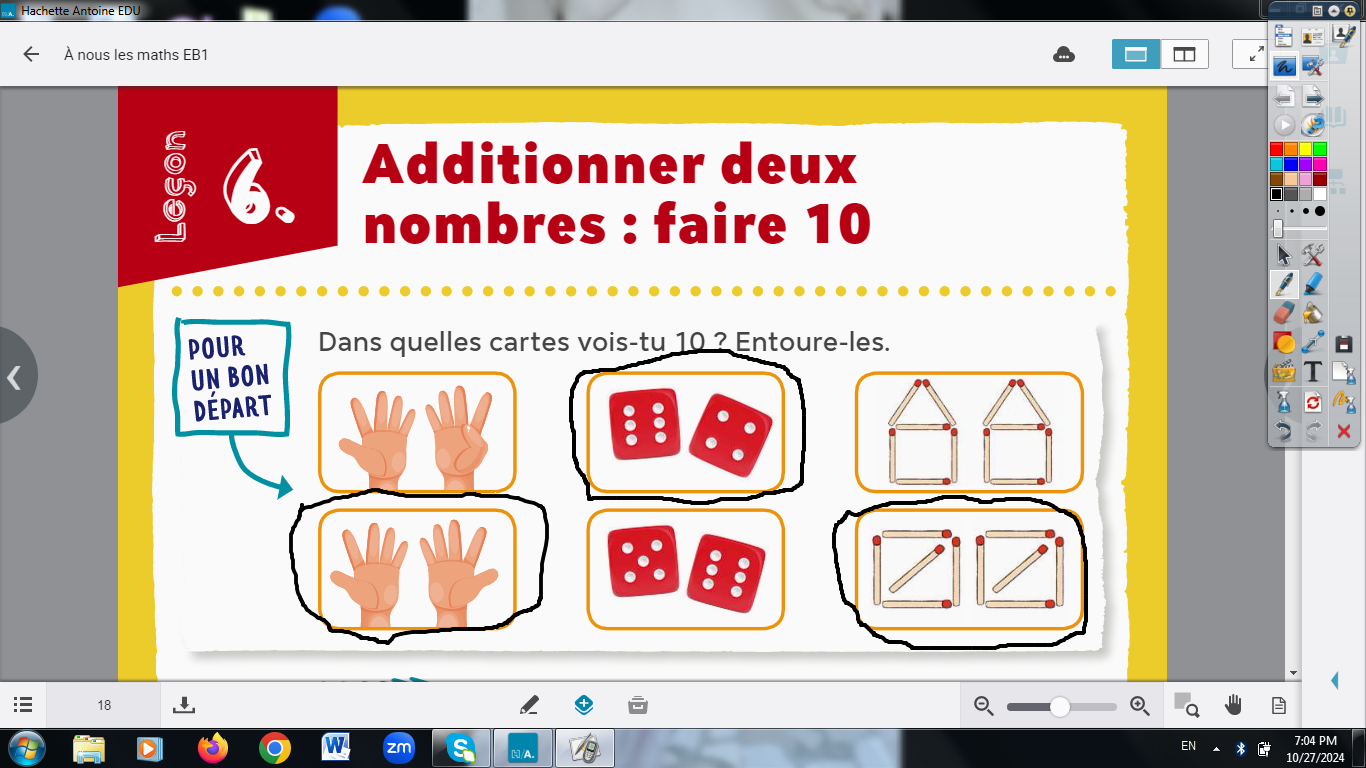 Hachette Antoine EDU
À nous les maths EB1
Leçon
6.
Additionner deux
nombres : faire 10
POUR
UN BON
DÉPART
Dans quelles cartes vois-tu 10 ? Entoure-les.
18
EN
7:04 PM
10/27/2024